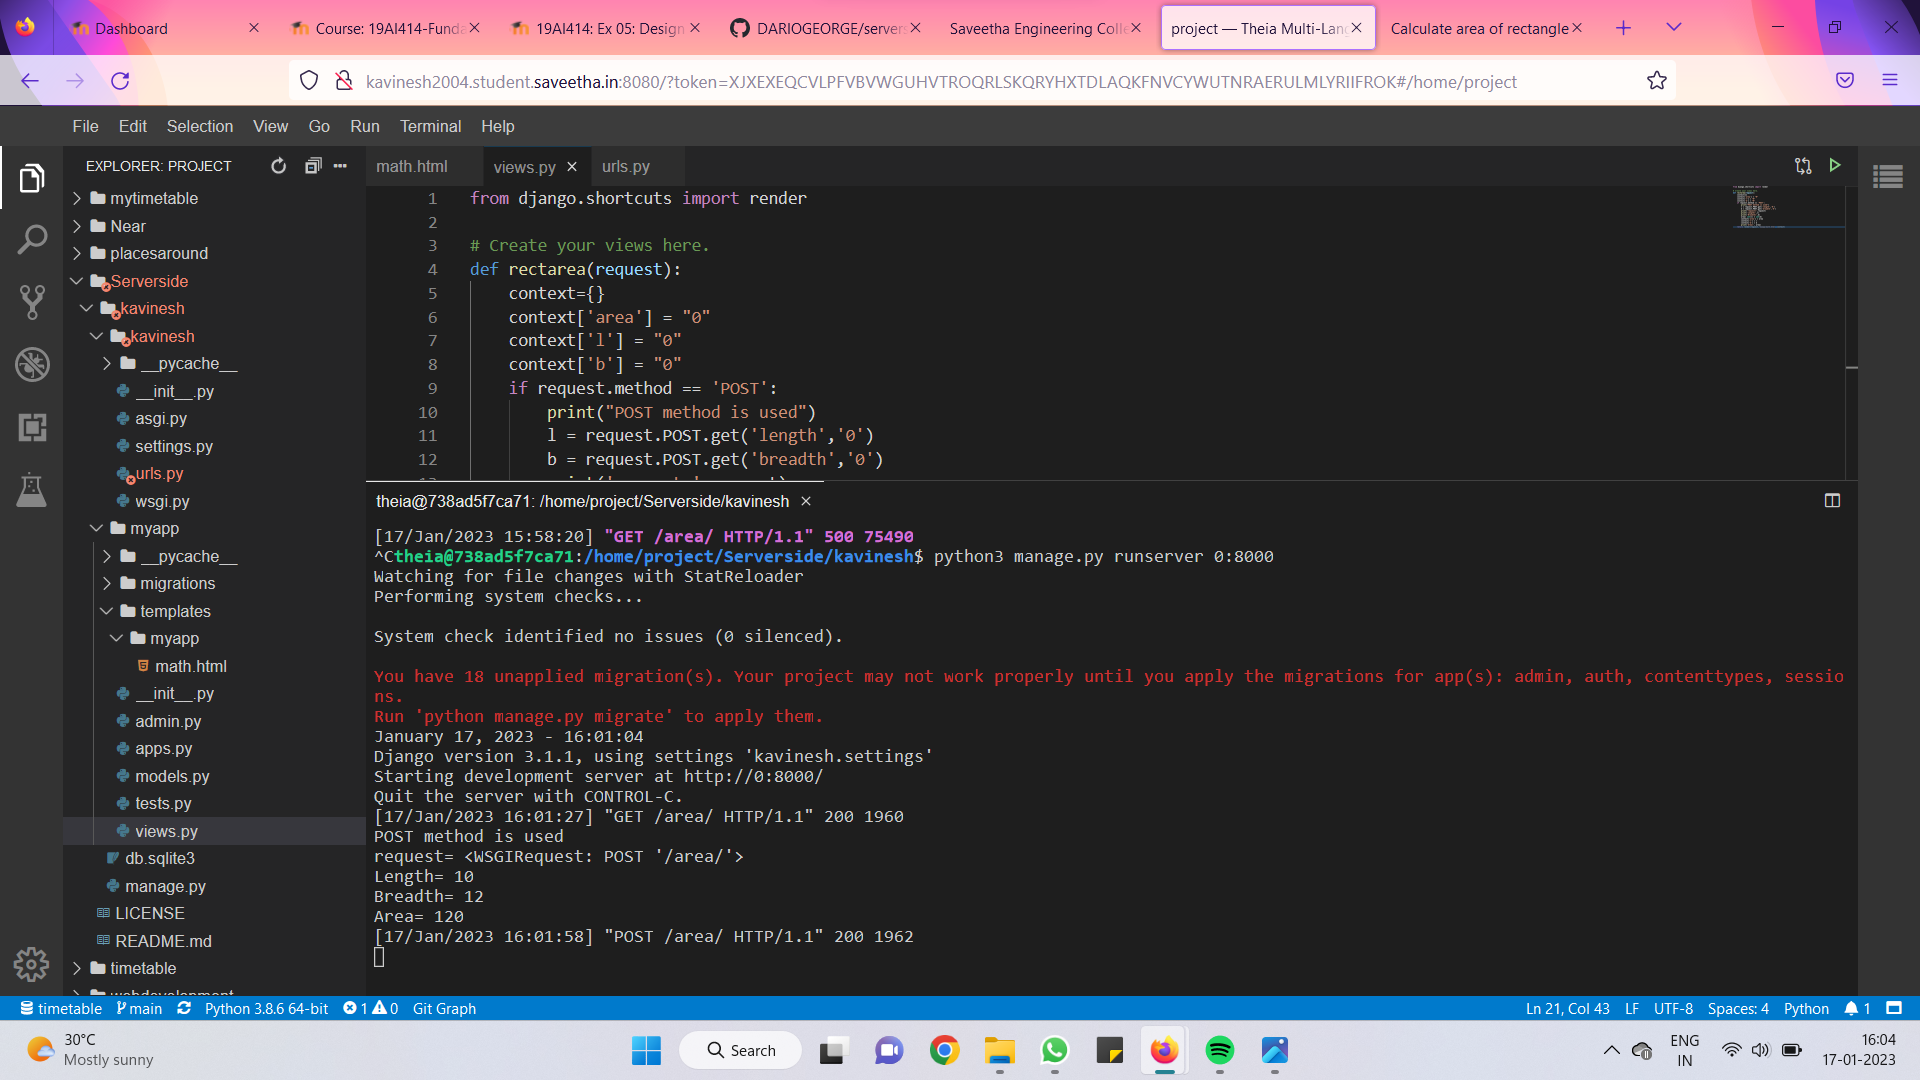 Dashboard
Course: 19AI414-Funda
19AI414: Ex 05: Design
DARIOGEORGE/servers
Saveetha Engineering Colle
project — Theia Multi-Lang
Calculate area of rectangle
kavinesh2004.student.saveetha.in:8080/?token=XJXEXEQCVLPFVBVWGUHVTROQRLSKQRYHXTDLAQKFNVCYWUTNRAERULMLYRIIFROK#/home/project
File Edit Selection View Go Run Terminal Help
EXPLORER: PROJECT
mytimetable
Near
placesaround
Serverside
kavinesh
kavinesh
__pycache__
__init__.py
asgi.py
settings.py
urls.py
wsgi.py
myapp
__pycache__
migrations
templates
myapp
math.html
__init__.py
admin.py
apps.py
models.py
tests.py
views.py
db.sqlite3
manage.py
LICENSE
README.md
timetable
webdevelopment
math.html
views.py
urls.py
1 from django.shortcuts import render
2
3 # Create your views here.
4 def rectarea(request):
5 context={}
6 context['area'] = "0"
7 context['l'] = "0"
8 context['b'] = "0"
9 if request.method == 'POST':
10 print("POST method is used")
11 l = request.POST.get('length','0')
12 b = request.POST.get('breadth','0')
theia@738ad5f7ca71: /home/project/Serverside/kavinesh
[17/Jan/2023 15:58:20] "GET /area/ HTTP/1.1" 500 75490
^Ctheia@738ad5f7ca71:/home/project/Serverside/kavinesh$ python3 manage.py runserver 0:8000
Watching for file changes with StatReloader
Performing system checks...
System check identified no issues (0 silenced).
You have 18 unapplied migration(s). Your project may not work properly until you apply the migrations for app(s): admin, auth, contenttypes, sessio
ns.
Run 'python manage.py migrate' to apply them.
January 17, 2023 - 16:01:04
Django version 3.1.1, using settings 'kavinesh.settings'
Starting development server at http://0:8000/
Quit the server with CONTROL-C.
[17/Jan/2023 16:01:27] "GET /area/ HTTP/1.1" 200 1960
POST method is used
request= <WSGIRequest: POST '/area/'>
Length= 10
Breadth= 12
Area= 120
[17/Jan/2023 16:01:58] "POST /area/ HTTP/1.1" 200 1962
timetable main Python 3.8.6 64-bit 1 0 Git Graph
Ln 21, Col 43 LF UTF-8 Spaces: 4 Python 1
30°C
Mostly sunny
Search
ENG
IN
16:04
17-01-2023